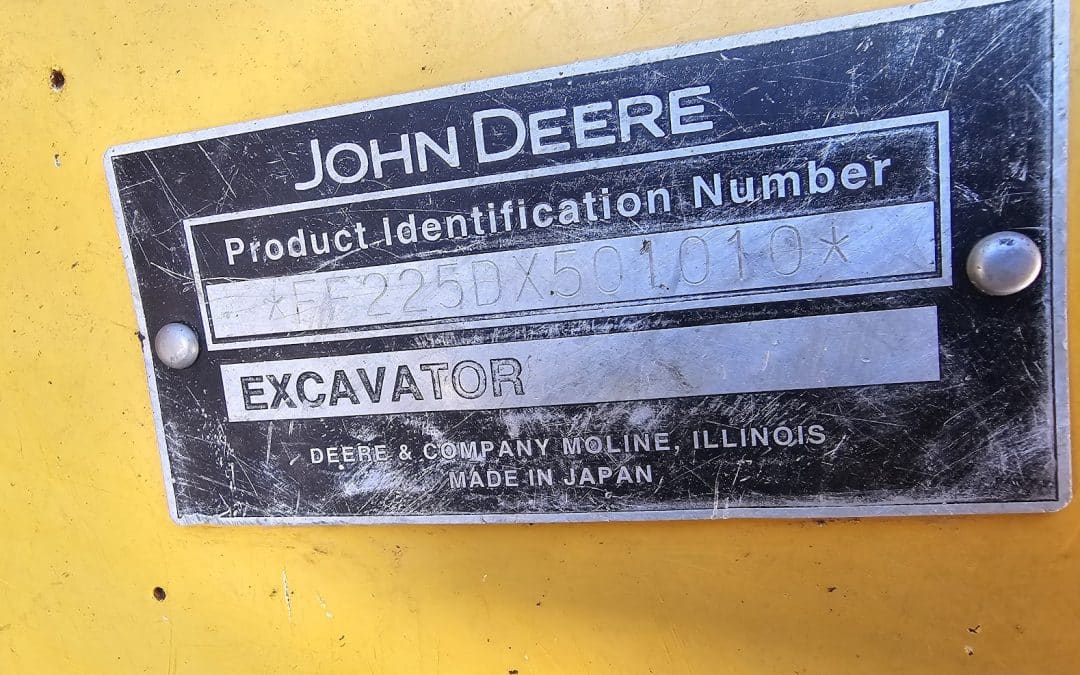 JOHN DEERE
Product Identification Number
*FF225DX501010*
EXCAVATOR
DEERE & COMPANY MOLINE, ILLINOIS
MADE IN JAPAN